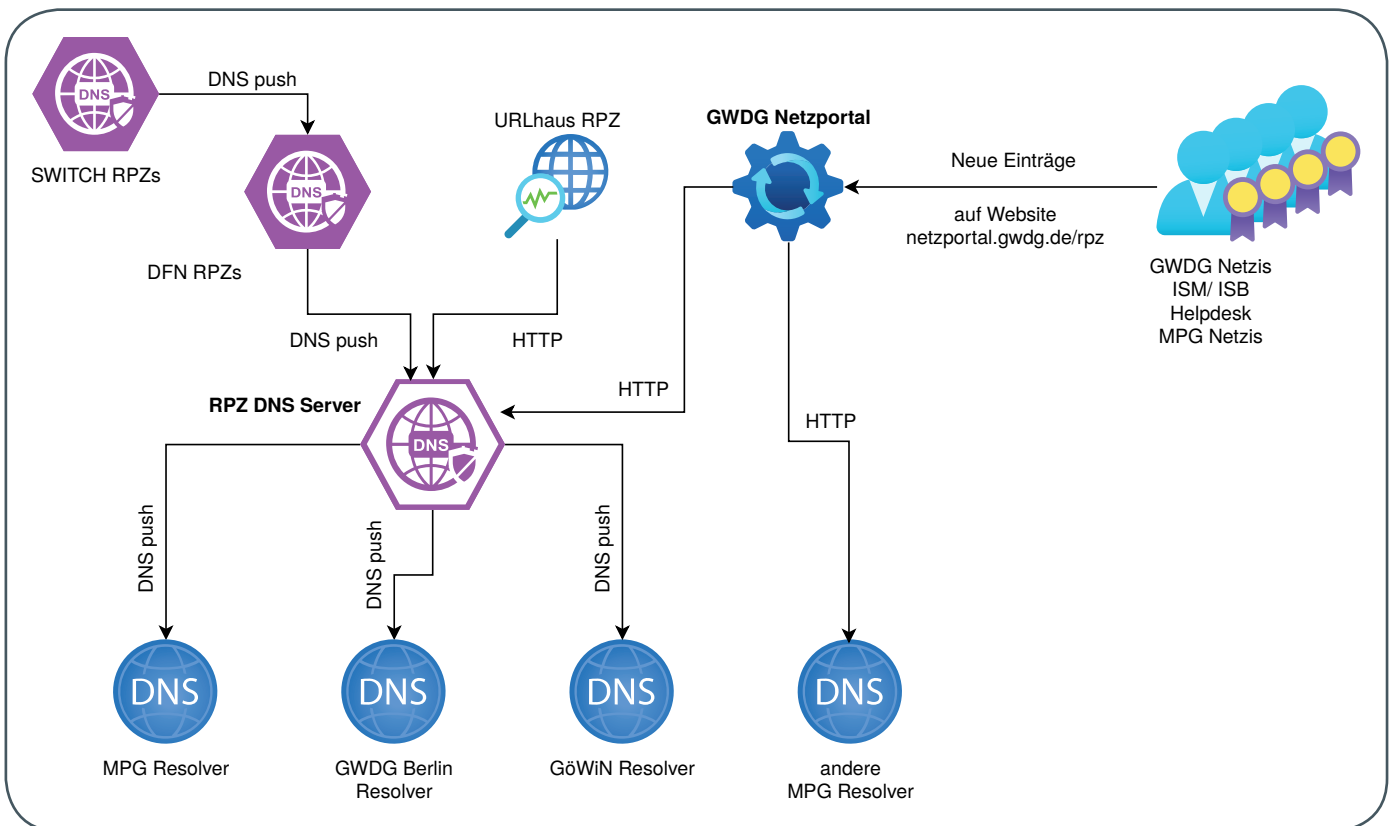 DNS
DNS push
SWITCH RPZs
DNS
DFN RPZs
DNS push
URLhaus RPZ
HTTP
GWDG Netzportal
Neue Einträge
auf Website
netzportal.gwdg.de/rpz
GWDG Netzis
ISM/ ISB
Helpdesk
MPG Netzis
HTTP
HTTP
RPZ DNS Server
DNS
DNS push
DNS push
DNS push
DNS
MPG Resolver
DNS
GWDG Berlin
Resolver
DNS
GöWiN Resolver
DNS
andere
MPG Resolver